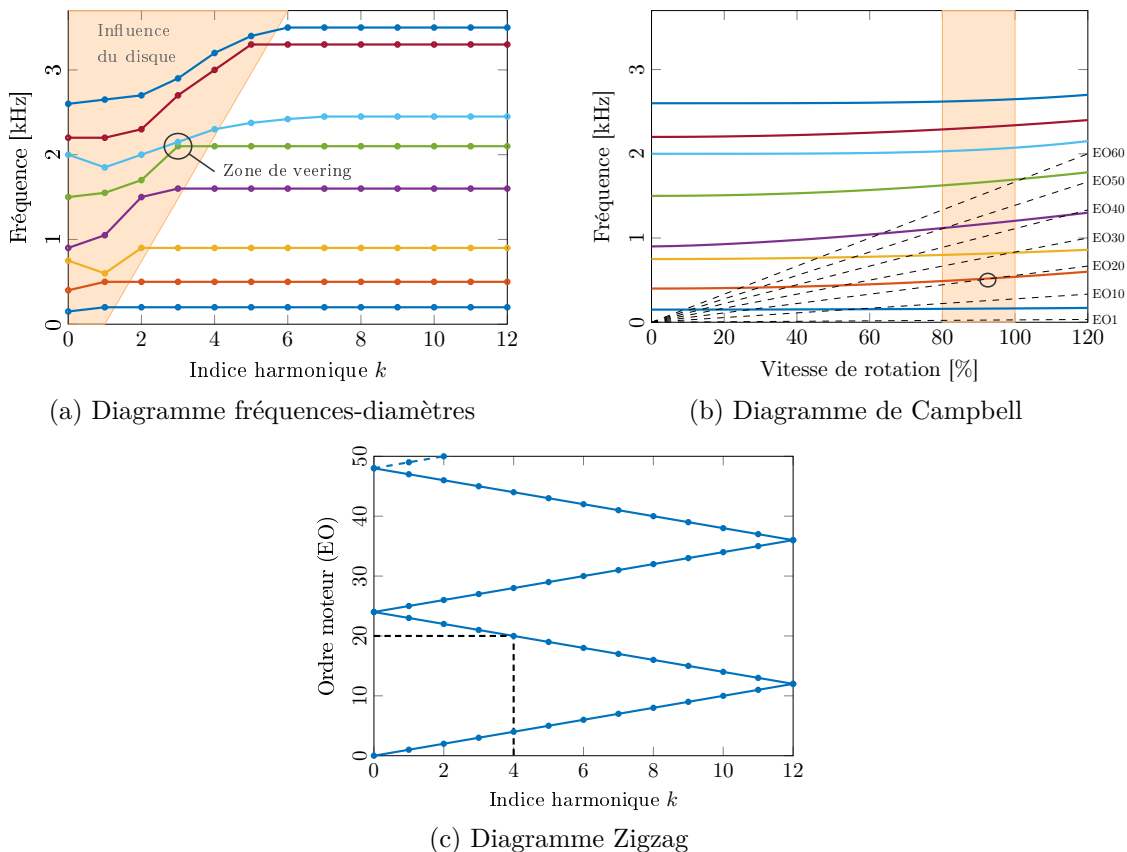 Influence
du disque
Zone de veering
Fréquence [kHz]
0
1
2
3
0 2 4 6 8 10 12
Indice harmonique k
(a) Diagramme fréquences-diamètres
Fréquence [kHz]
0
1
2
3
EO60
EO50
EO40
EO30
EO20
EO10
EO1
0 20 40 60 80 100 120
Vitesse de rotation [%]
(b) Diagramme de Campbell
Ordre moteur (EO)
0
10
20
30
40
50
0 2 4 6 8 10 12
Indice harmonique k
(c) Diagramme Zigzag